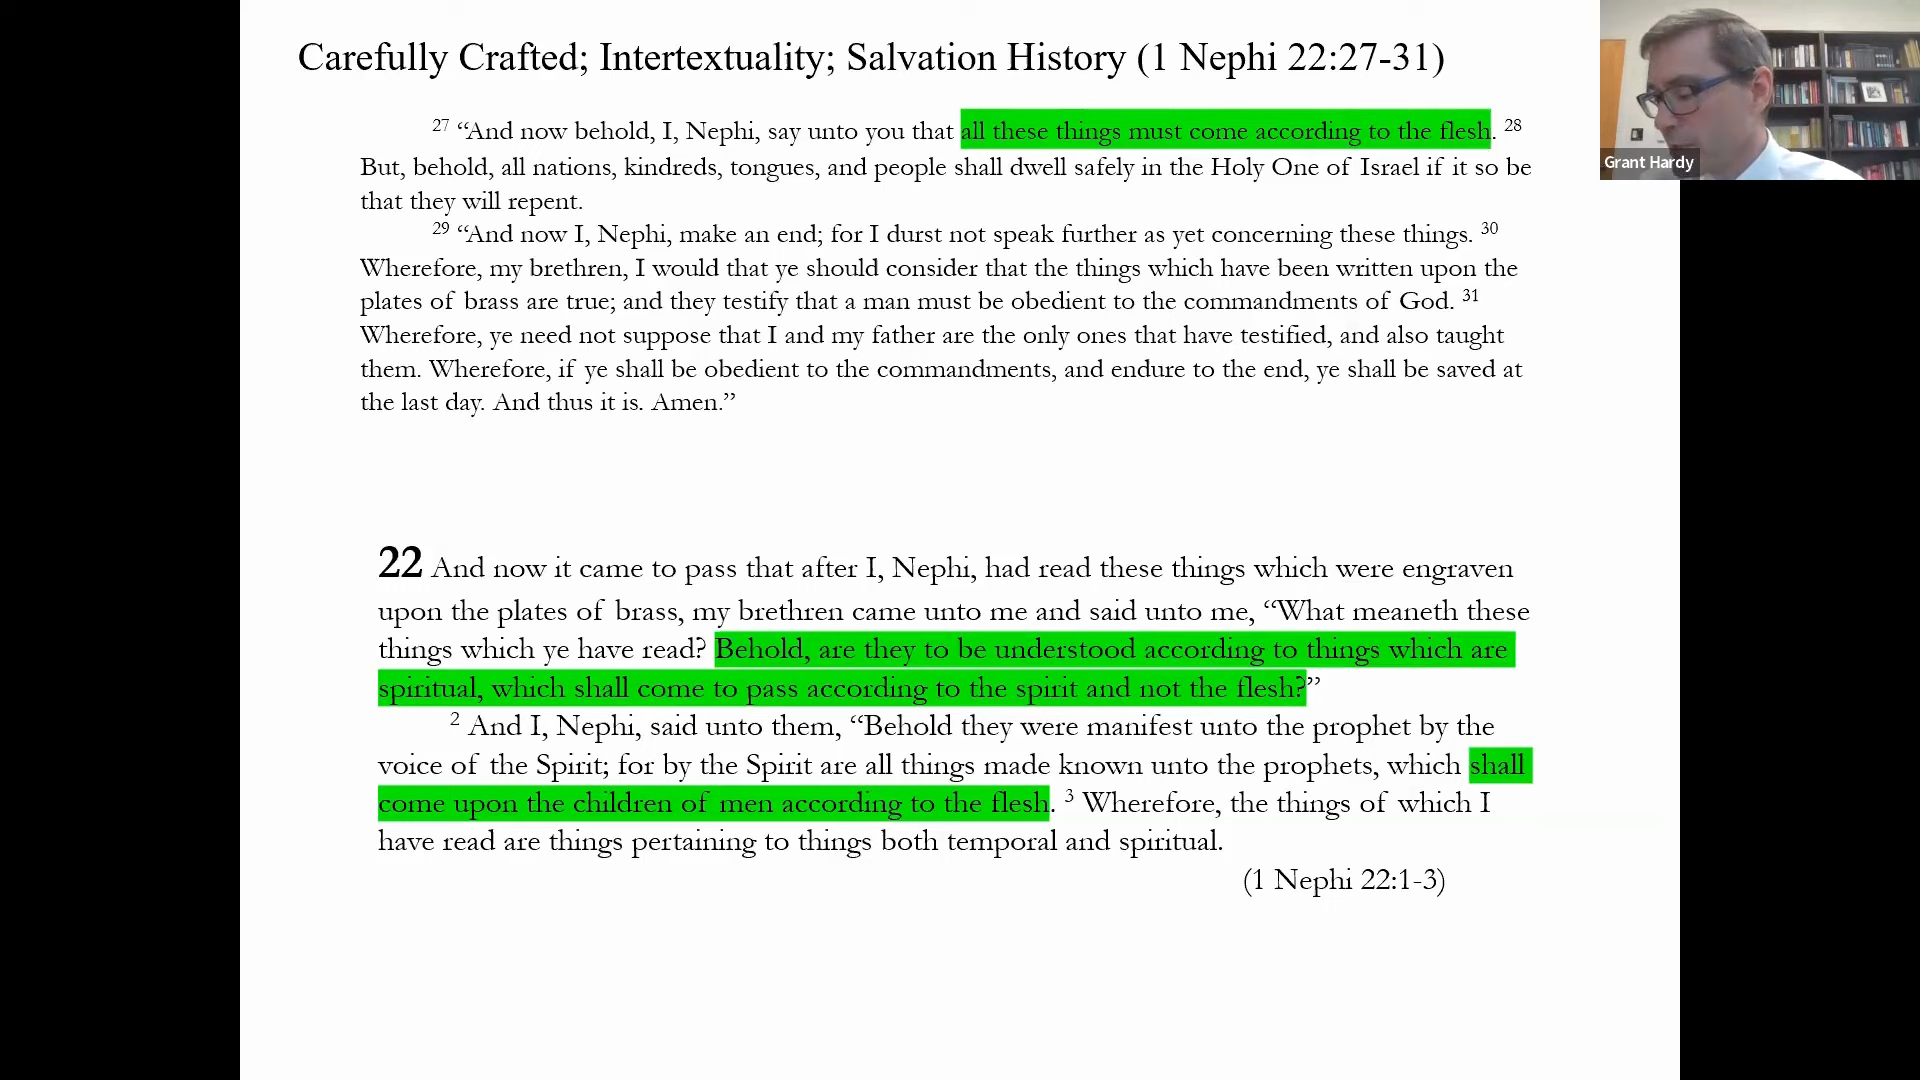 Carefully Crafted; Intertextuality; Salvation History (1 Nephi 22:27-31)
Grant Hardy
27 “And now behold, I, Nephi, say unto you that all these things must come according to the flesh. 28
But, behold, all nations, kindreds, tongues, and people shall dwell safely in the Holy One of Israel if it so be
that they will repent.
29 “And now I, Nephi, make an end; for I durst not speak further as yet concerning these things. 30
Wherefore, my brethren, I would that ye should consider that the things which have been written upon the
plates of brass are true; and they testify that a man must be obedient to the commandments of God. 31
Wherefore, ye need not suppose that I and my father are the only ones that have testified, and also taught
them. Wherefore, if ye shall be obedient to the commandments, and endure to the end, ye shall be saved at
the last day. And thus it is. Amen.”
22 And now it came to pass that after I, Nephi, had read these things which were engraven
upon the plates of brass, my brethren came unto me and said unto me, “What meaneth these
things which ye have read? Behold, are they to be understood according to things which are
spiritual, which shall come to pass according to the spirit and not the flesh?”
2 And I, Nephi, said unto them, “Behold they were manifest unto the prophet by the
voice of the Spirit; for by the Spirit are all things made known unto the prophets, which shall
come upon the children of men according to the flesh. 3 Wherefore, the things of which I
have read are things pertaining to things both temporal and spiritual.
(1 Nephi 22:1-3)